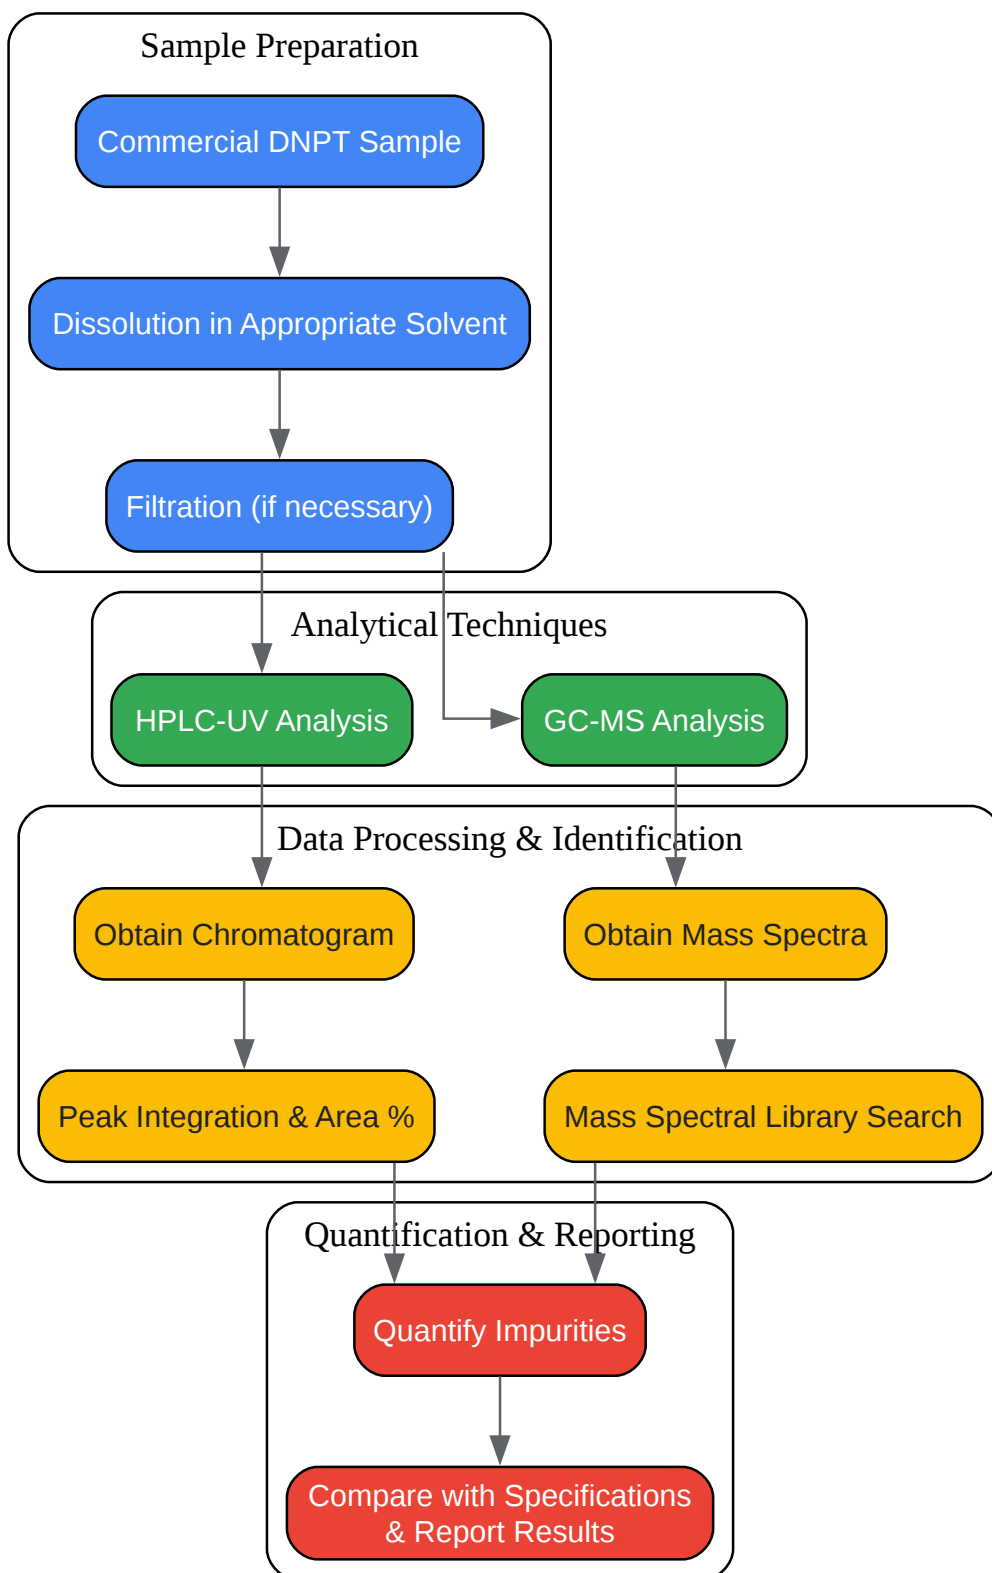 Sample Preparation
Commercial DNPT Sample
Dissolution in Appropriate Solvent
Filtration (if necessary)
Analytical Techniques
HPLC-UV Analysis
GC-MS Analysis
Data Processing & Identification
Obtain Chromatogram
Obtain Mass Spectra
Peak Integration & Area %
Mass Spectral Library Search
Quantification & Reporting
Quantify Impurities
Compare with Specifications
& Report Results